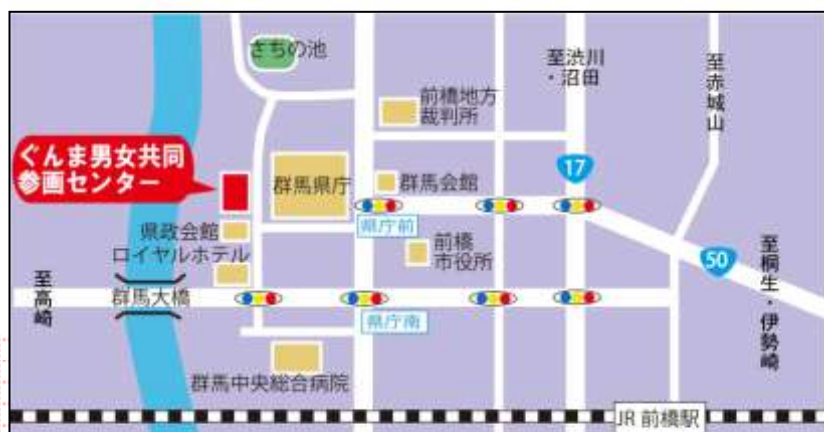 さちの池
至渋川
・沼田
至赤城山
前橋地方
裁判所
ぐんま男女共同
参画センター
群馬県庁
群馬会館
17
県庁前
県政会館
ロイヤルホテル
前橋
市役所
50
至高崎
群馬大橋
至桐生・伊勢崎
県庁南
群馬中央総合病院
JR 前橋駅